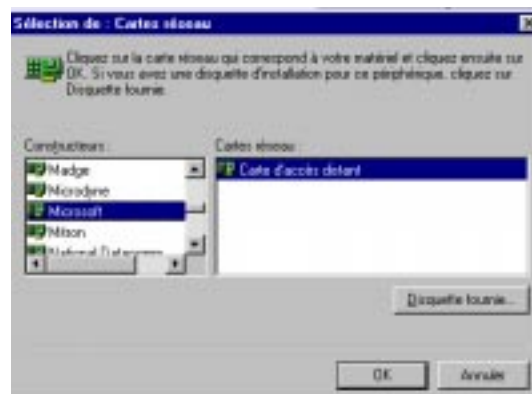 Sélection de : Cartes réseau
Cliquez sur la carte réseau qui correspond à votre matériel et cliquez ensuite sur
OK. Si vous avez une disquette d'installation pour ce périphérique, cliquez sur
Disquette fournie.
Constructeurs :
Madge
Microdyne
Microsoft
Mitron
National Datacomm
Cartes réseau :
Carte d'accès distant
Disquette fournie...
OK
Annuler